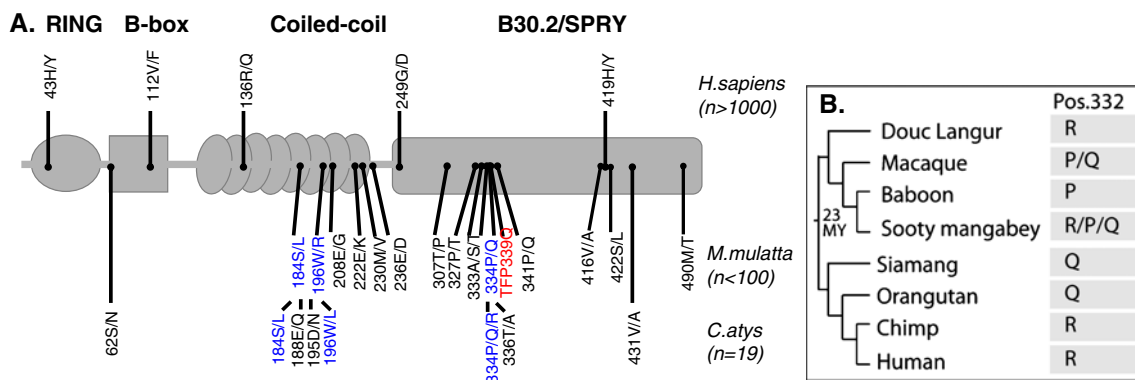 A. RING B-box Coiled-coil B30.2/SPRY
43H/Y
112V/F
136R/Q
249G/D
419H/Y
H.sapiens
(n>1000)
62S/N
184S/L
196W/R
208E/G
222E/K
230M/V
236E/D
307T/P
327P/T
333A/S/T
334P/Q
TFP339Q
341P/Q
416V/A
422S/L
490M/T
M.mulatta
(n<100)
184S/L
188E/Q
195D/N
196W/L
334P/Q/R
336T/A
431V/A
C.atys
(n=19)
B.
Pos.332
Douc Langur R
Macaque P/Q
Baboon P
Sooty mangabey R/P/Q
23
MY
Siamang Q
Orangutan Q
Chimp R
Human R